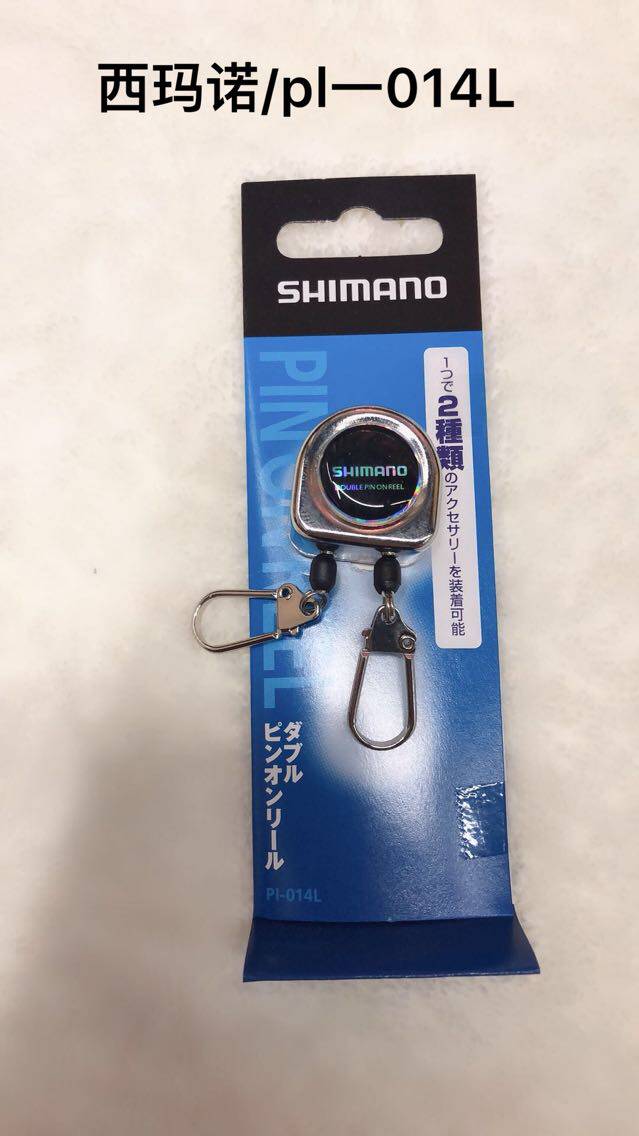 西玛诺/pl一014L
SHIMANO
PIN ON REEL
1つで2種類のアクセサリーを装着可能
SHIMANO
DOUBLE PIN ON REEL
ダブル
ピンオンリール
PI-014L